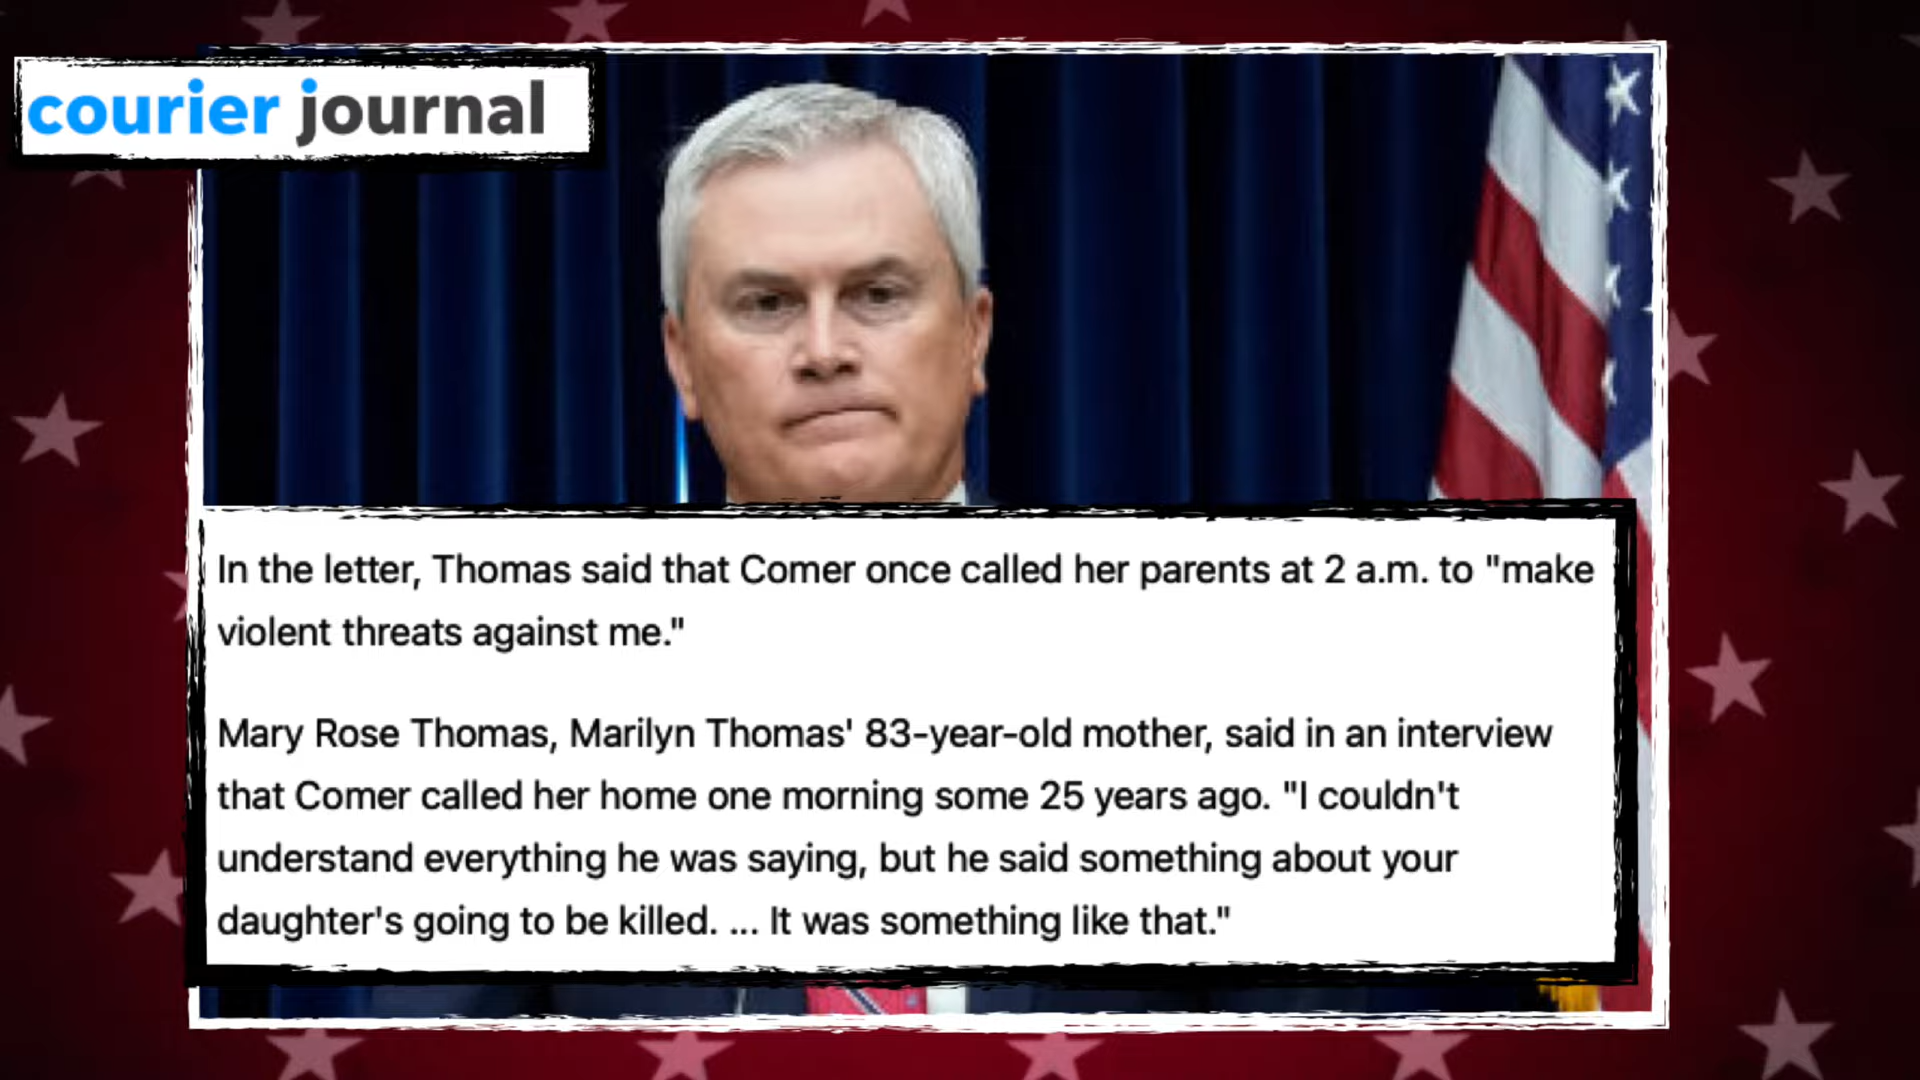 courier journal
In the letter, Thomas said that Comer once called her parents at 2 a.m. to "make
violent threats against me."
Mary Rose Thomas, Marilyn Thomas' 83-year-old mother, said in an interview
that Comer called her home one morning some 25 years ago. "I couldn't
understand everything he was saying, but he said something about your
daughter's going to be killed. ... It was something like that."